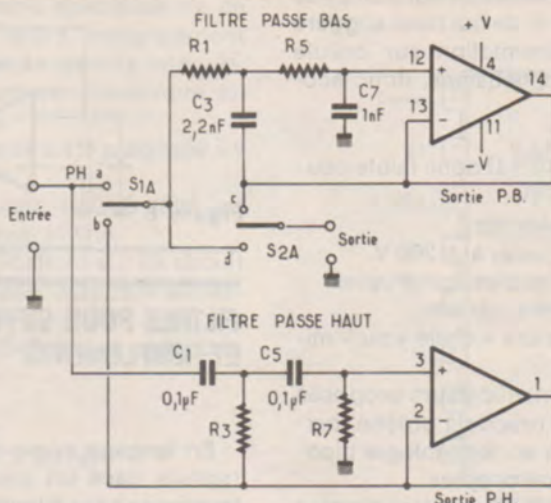 FILTRE PASSE BAS
+ V
R1
R5
12
4
14
C3
2,2nF
C7
1nF
13
-
11
-V
PH a
S1A
Entrée
b
c
Sortie P.B.
S2A
Sortie
d
FILTRE PASSE HAUT
C1
C5
0,1µF
0,1µF
3
+
1
R3
R7
2
-
Sortie P.H.